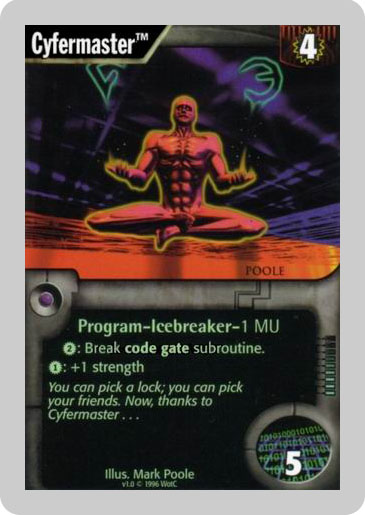 Cyfermaster™
4
POOLE
Program-Icebreaker-1 MU
2: Break code gate subroutine.
1: +1 strength
You can pick a lock; you can pick
your friends. Now, thanks to
Cyfermaster . . .
5
Illus. Mark Poole
v1.0 © 1996 WotC